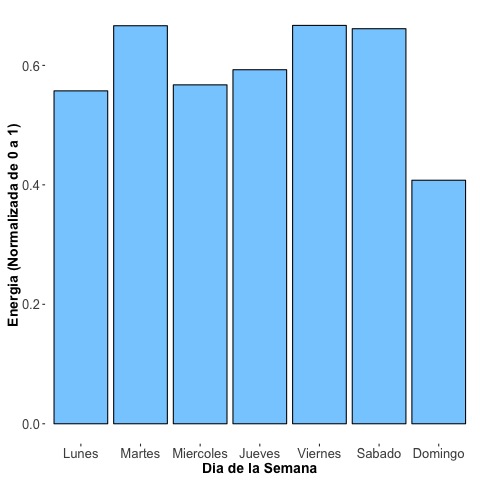 Energia (Normalizada de 0 a 1)
0.6
0.4
0.2
0.0
Lunes Martes Miercoles Jueves Viernes Sabado Domingo
Dia de la Semana